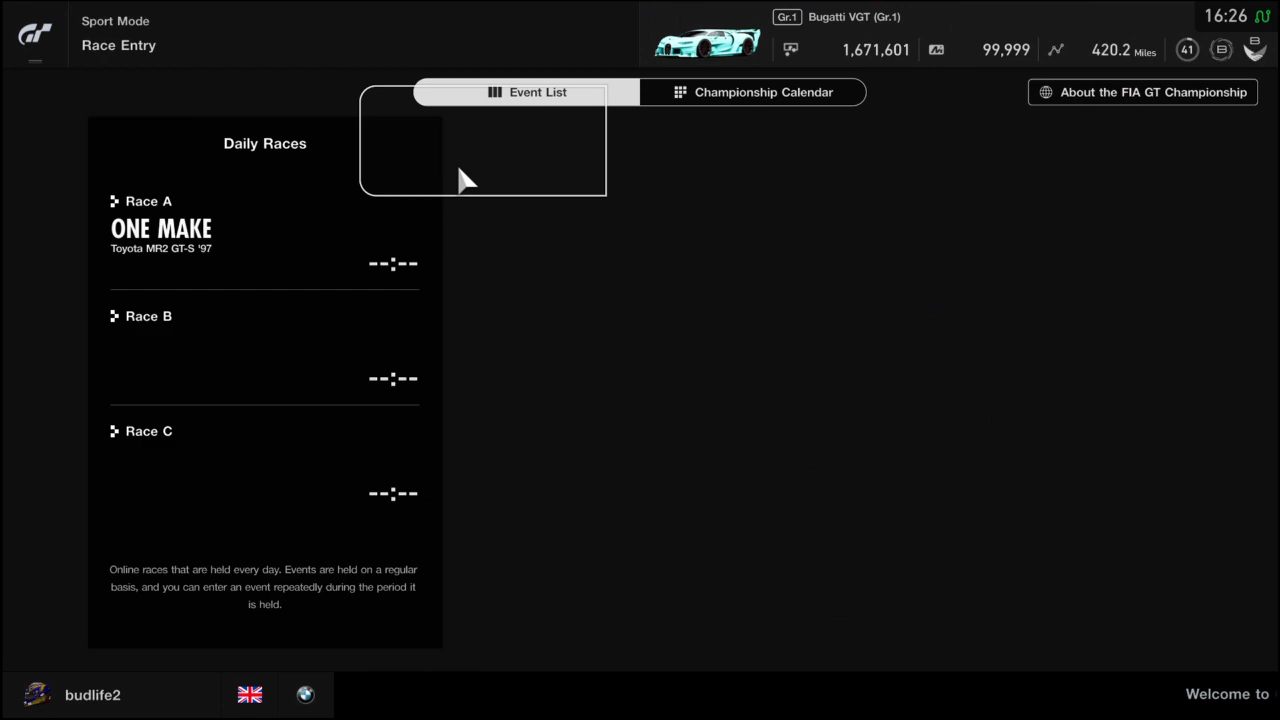 Sport Mode
Race Entry
Gr.1 Bugatti VGT (Gr.1)
16:26
1,671,601
99,999
420.2 Miles
41
B
B
Event List
Championship Calendar
About the FIA GT Championship
Daily Races
Race A
ONE MAKE
Toyota MR2 GT-S '97
--:--
Race B
--:--
Race C
--:--
Online races that are held every day. Events are held on a regular
basis, and you can enter an event repeatedly during the period it
is held.
budlife2
Welcome to